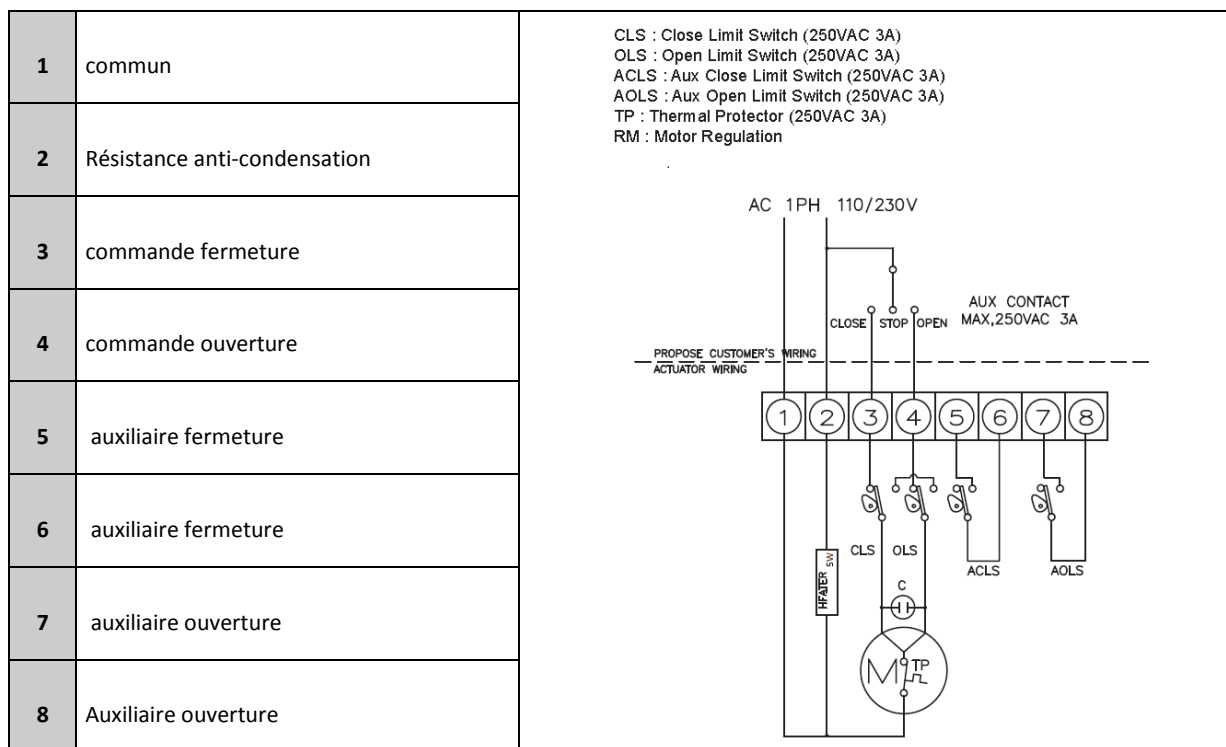 1 commun
2 Résistance anti-condensation
3 commande fermeture
4 commande ouverture
5 auxiliaire fermeture
6 auxiliaire fermeture
7 auxiliaire ouverture
8 Auxiliaire ouverture
CLS : Close Limit Switch (250VAC 3A)
OLS : Open Limit Switch (250VAC 3A)
ACLS : Aux Close Limit Switch (250VAC 3A)
AOLS : Aux Open Limit Switch (250VAC 3A)
TP : Thermal Protector (250VAC 3A)
RM : Motor Regulation
AC 1PH 110/230V
AUX CONTACT
MAX,250VAC 3A
CLOSE STOP OPEN
PROPOSE CUSTOMER'S WIRING
ACTUATOR WIRING
1 2 3 4 5 6 7 8
CLS OLS
ACLS AOLS
HEATER 5W
C
M TP